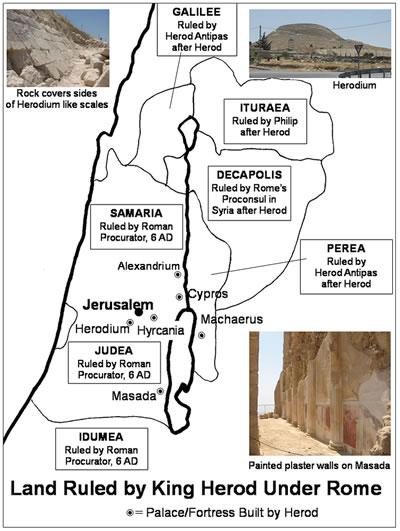 GALILEE
Ruled by
Herod Antipas
after Herod
Rock covers sides
of Herodium like scales
Herodium
ITURAEA
Ruled by Philip
after Herod
DECAPOLIS
Ruled by Rome's
Proconsul in
Syria after Herod
SAMARIA
Ruled by Roman
Procurator, 6 AD
PEREA
Ruled by
Herod Antipas
after Herod
Alexandrium
Cypros
Jerusalem
Machaerus
Herodium
Hyrcania
JUDEA
Ruled by Roman
Procurator, 6 AD
Masada
IDUMEA
Ruled by Roman
Procurator, 6 AD
Painted plaster walls on Masada
Land Ruled by King Herod Under Rome
= Palace/Fortress Built by Herod